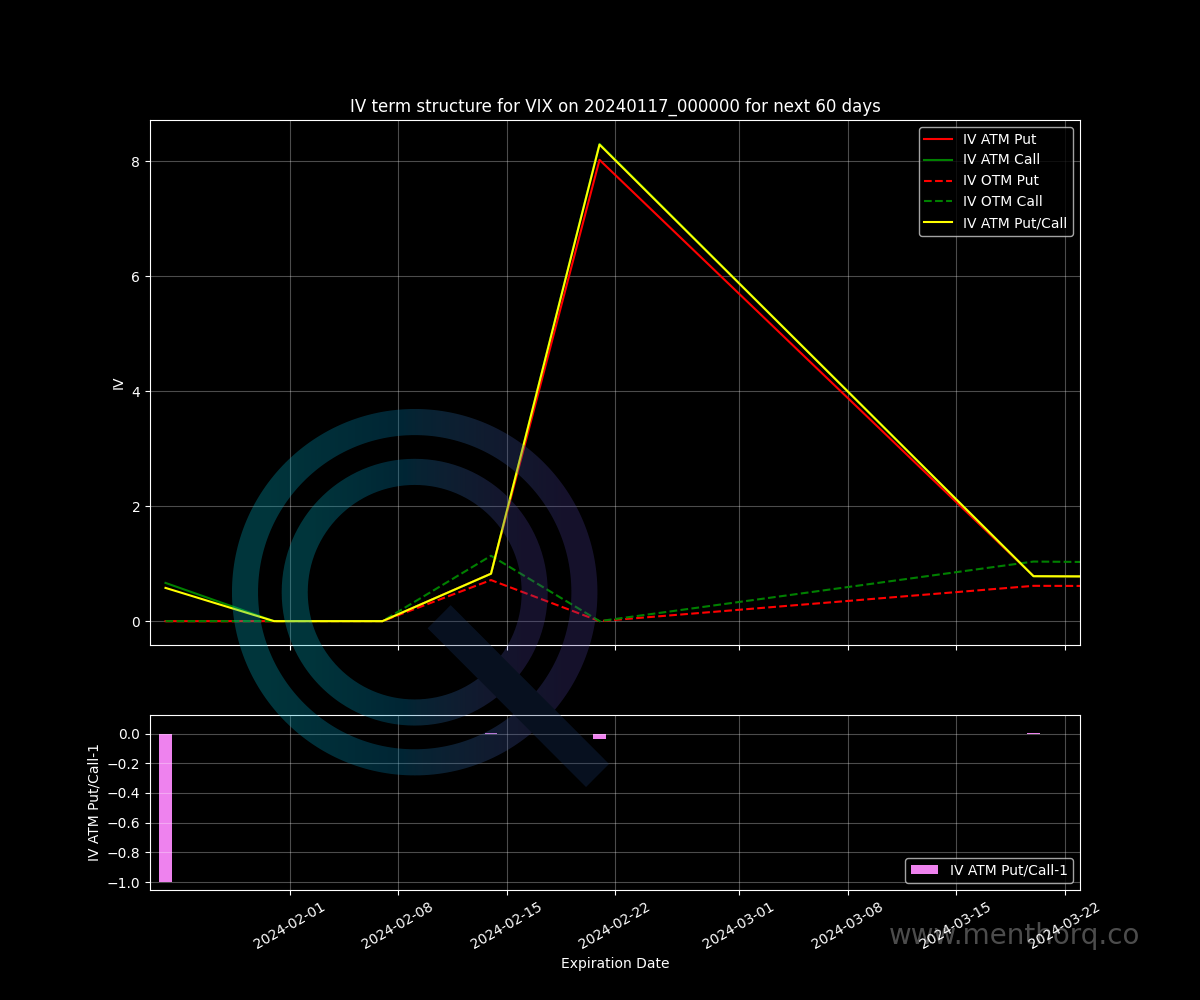 IV term structure for VIX on 20240117_000000 for next 60 days
IV ATM Put
IV ATM Call
IV OTM Put
IV OTM Call
IV ATM Put/Call
8
6
4
2
0
IV
0.0
−0.2
−0.4
−0.6
−0.8
−1.0
IV ATM Put/Call-1
IV ATM Put/Call-1
2024-02-01
2024-02-08
2024-02-15
2024-02-22
2024-03-01
2024-03-08
2024-03-15
2024-03-22
Expiration Date
www.menthorq.co